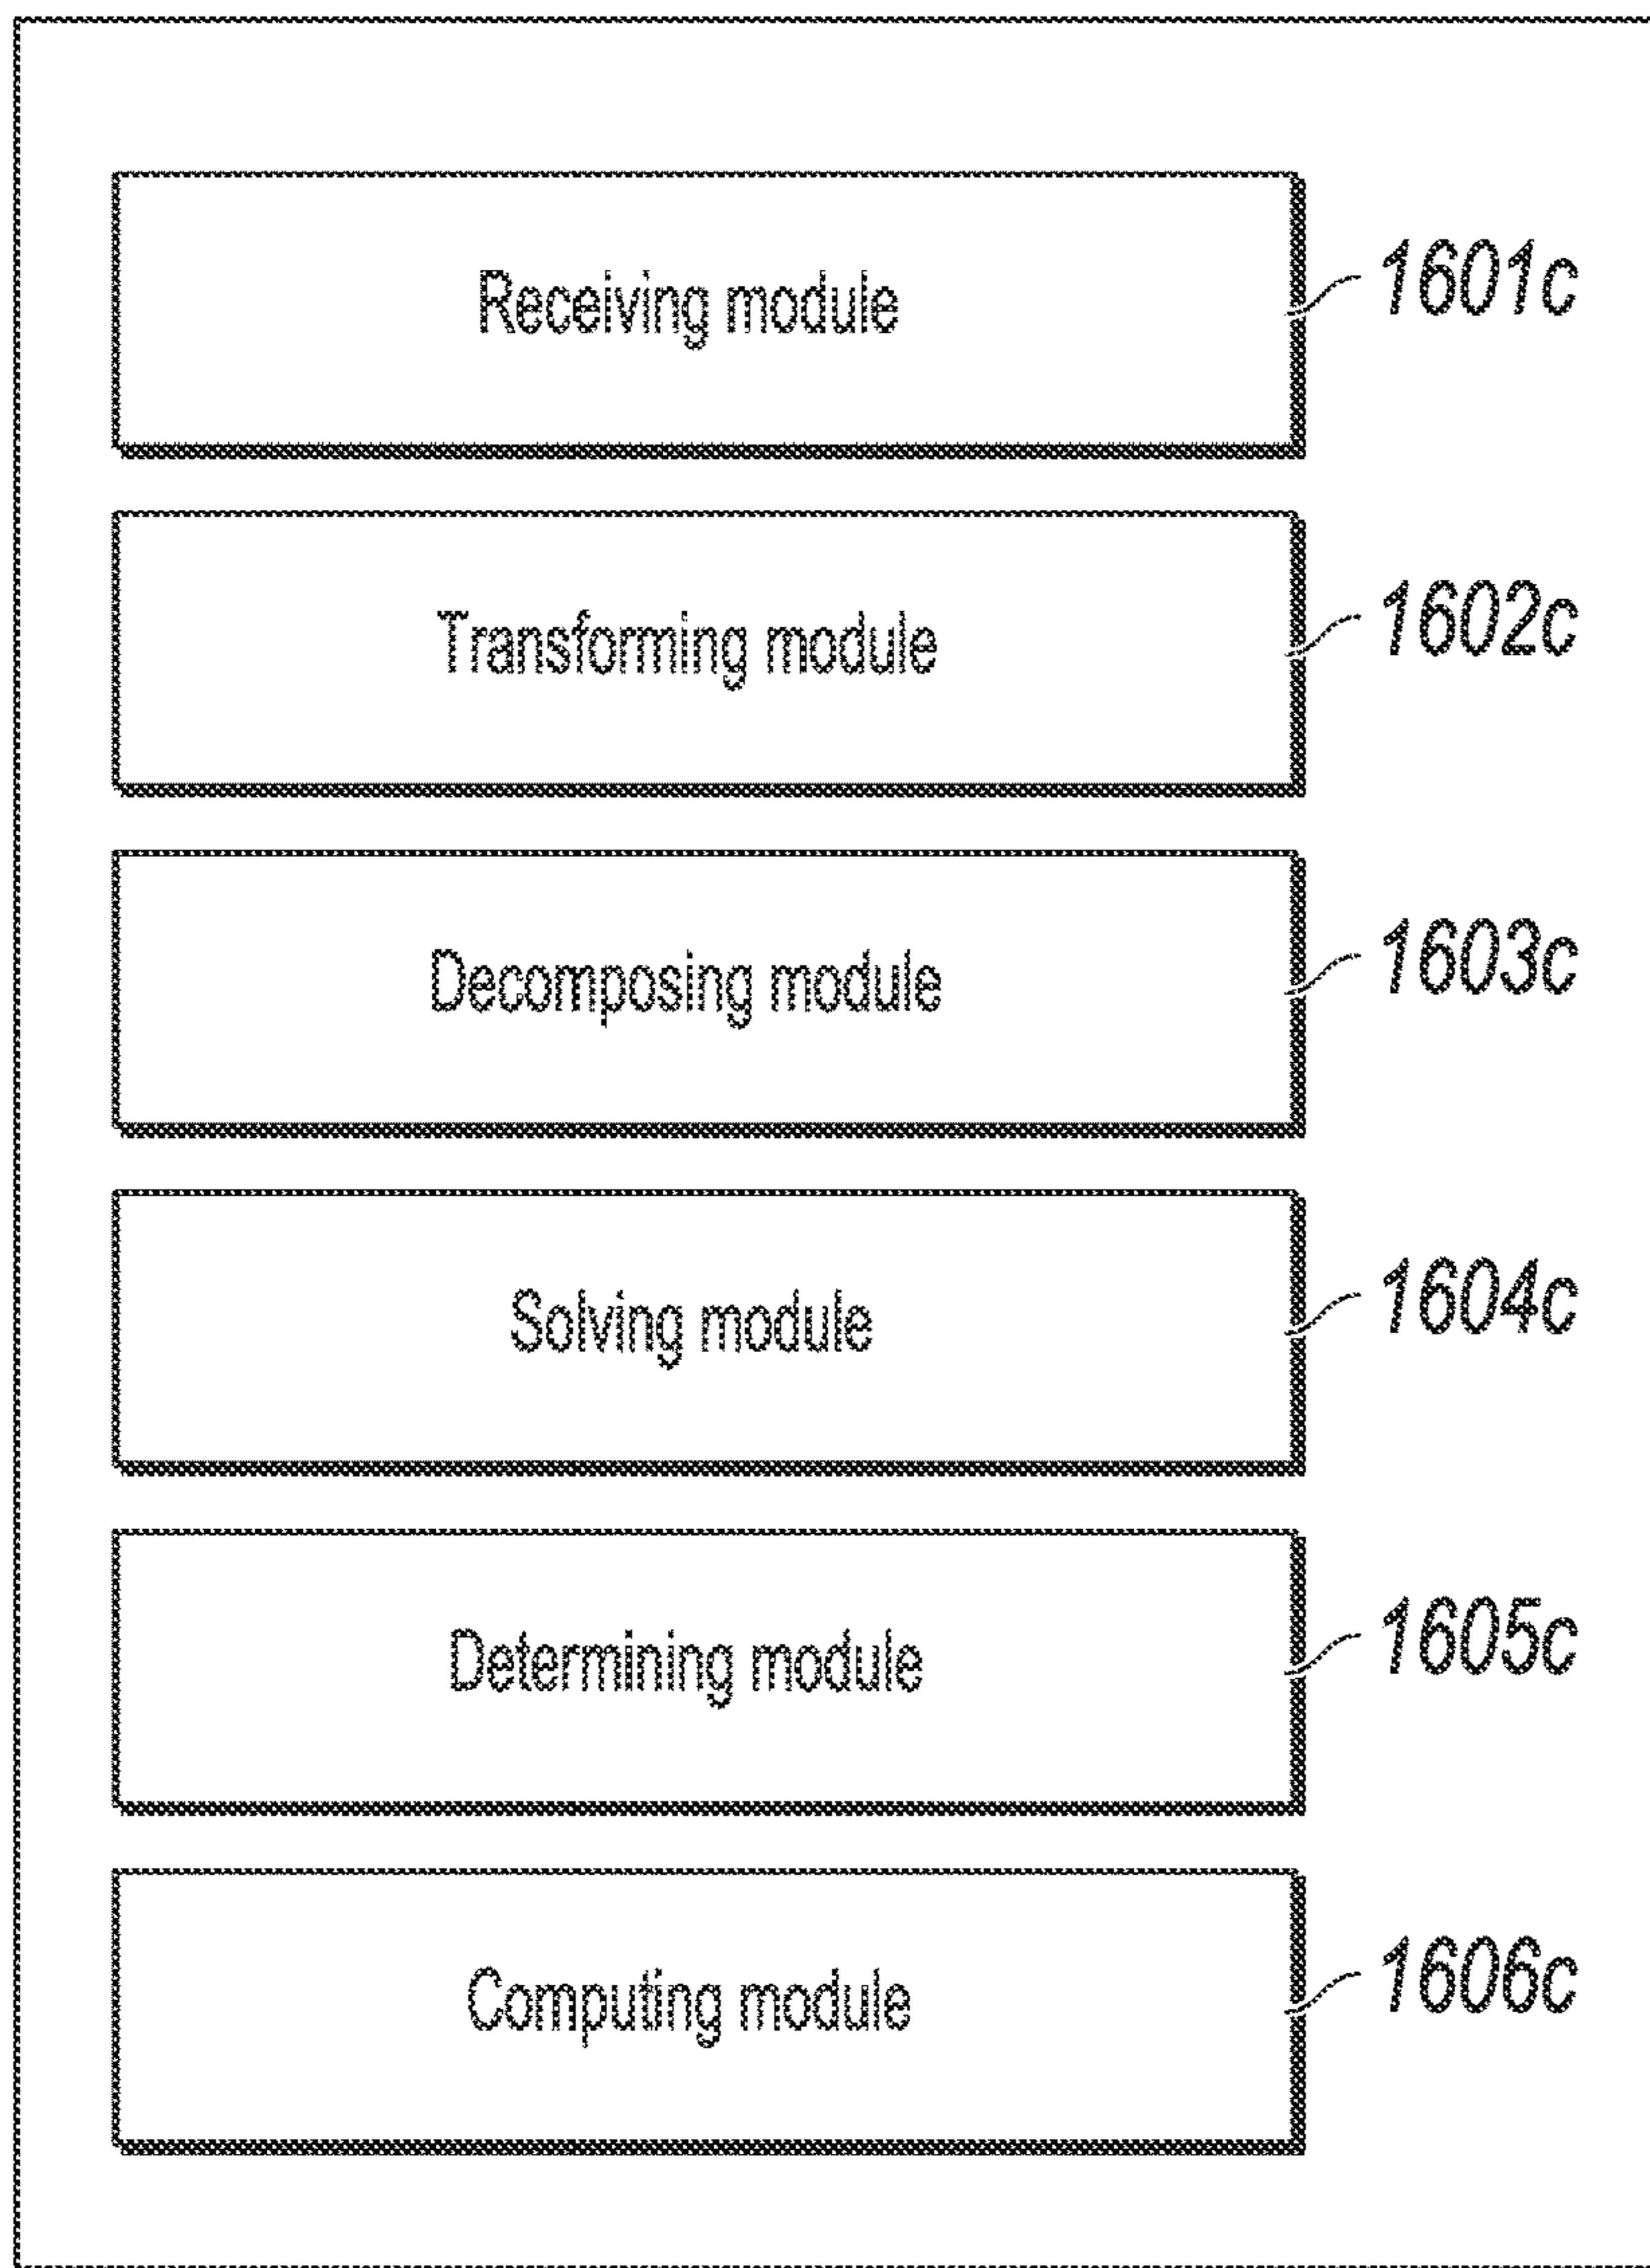 Receiving module 1601c
Transforming module 1602c
Decomposing module 1603c
Solving module 1604c
Determining module 1605c
Computing module 1606c